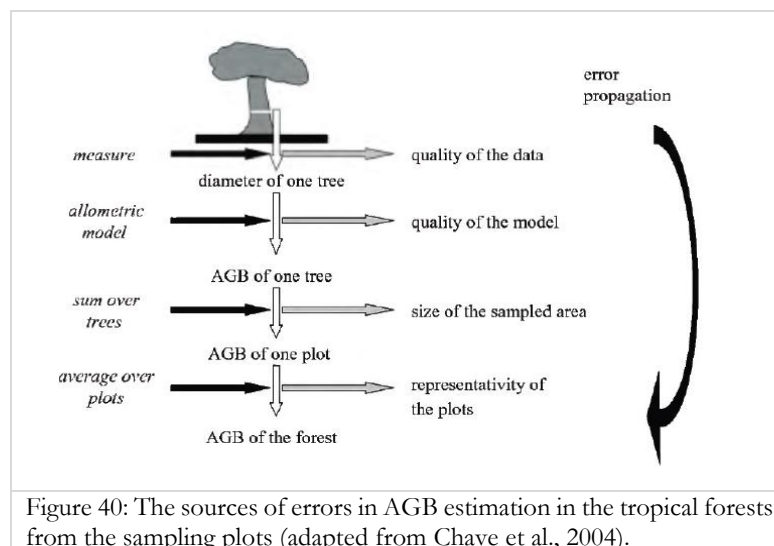 error
propagation
measure
quality of the data
diameter of one tree
allometric
model
quality of the model
AGB of one tree
sum over
trees
size of the sampled area
AGB of one plot
average over
plots
representativity of
the plots
AGB of the forest
Figure 40: The sources of errors in AGB estimation in the tropical forests
from the sampling plots (adapted from Chave et al., 2004).